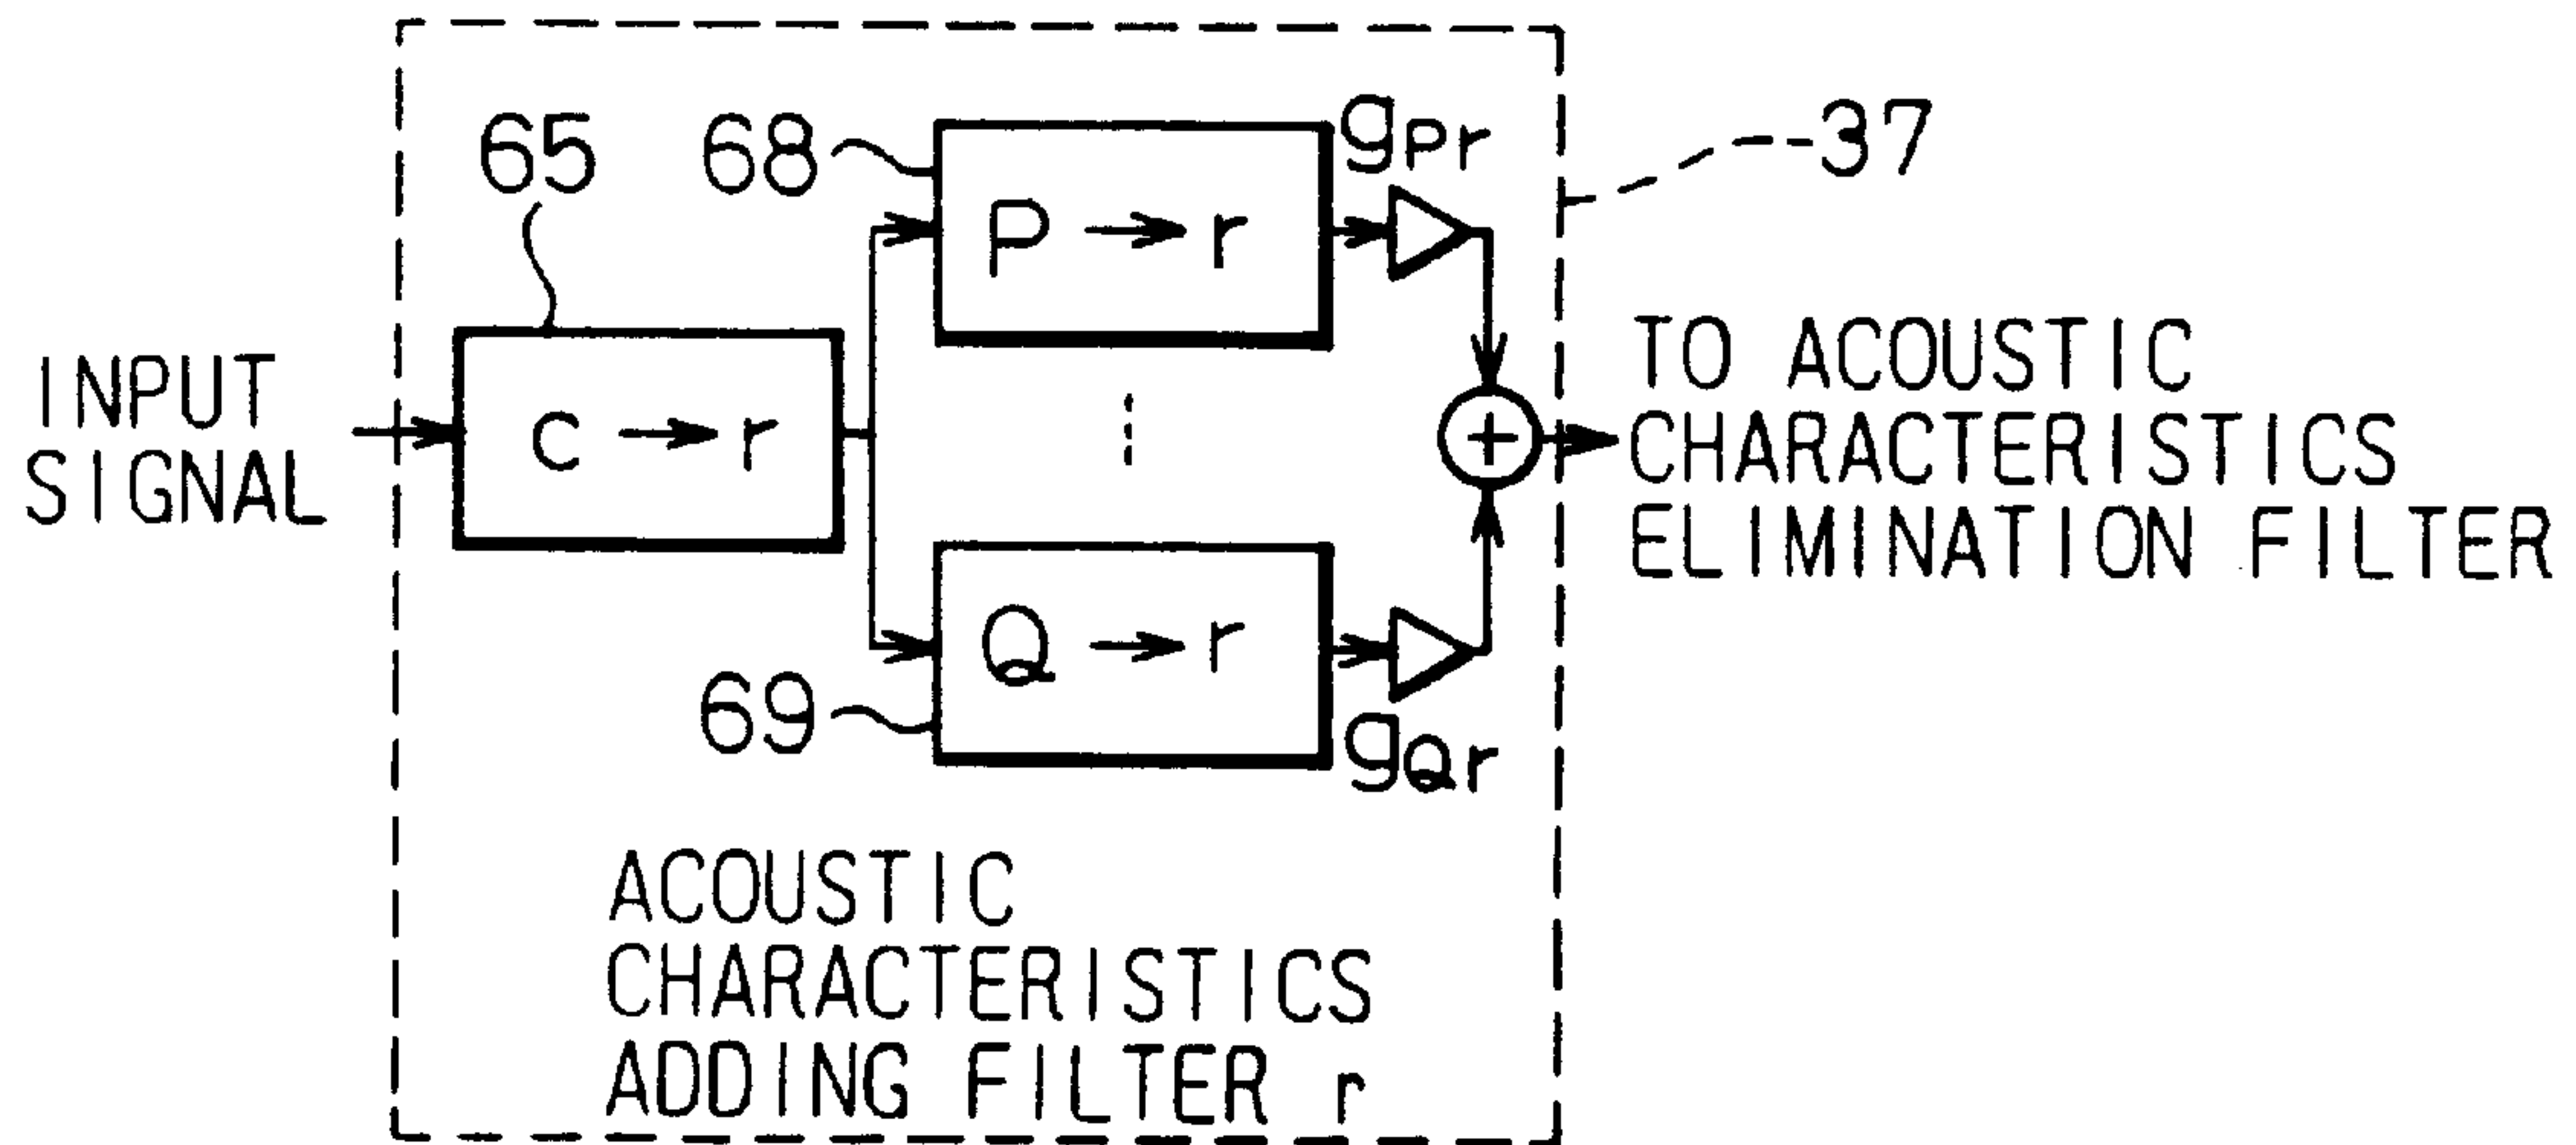 65
68
gPr
37
P → r
INPUT
SIGNAL
C → r
TO ACOUSTIC
CHARACTERISTICS
ELIMINATION FILTER
+
Q → r
69
gQr
ACOUSTIC
CHARACTERISTICS
ADDING FILTER r